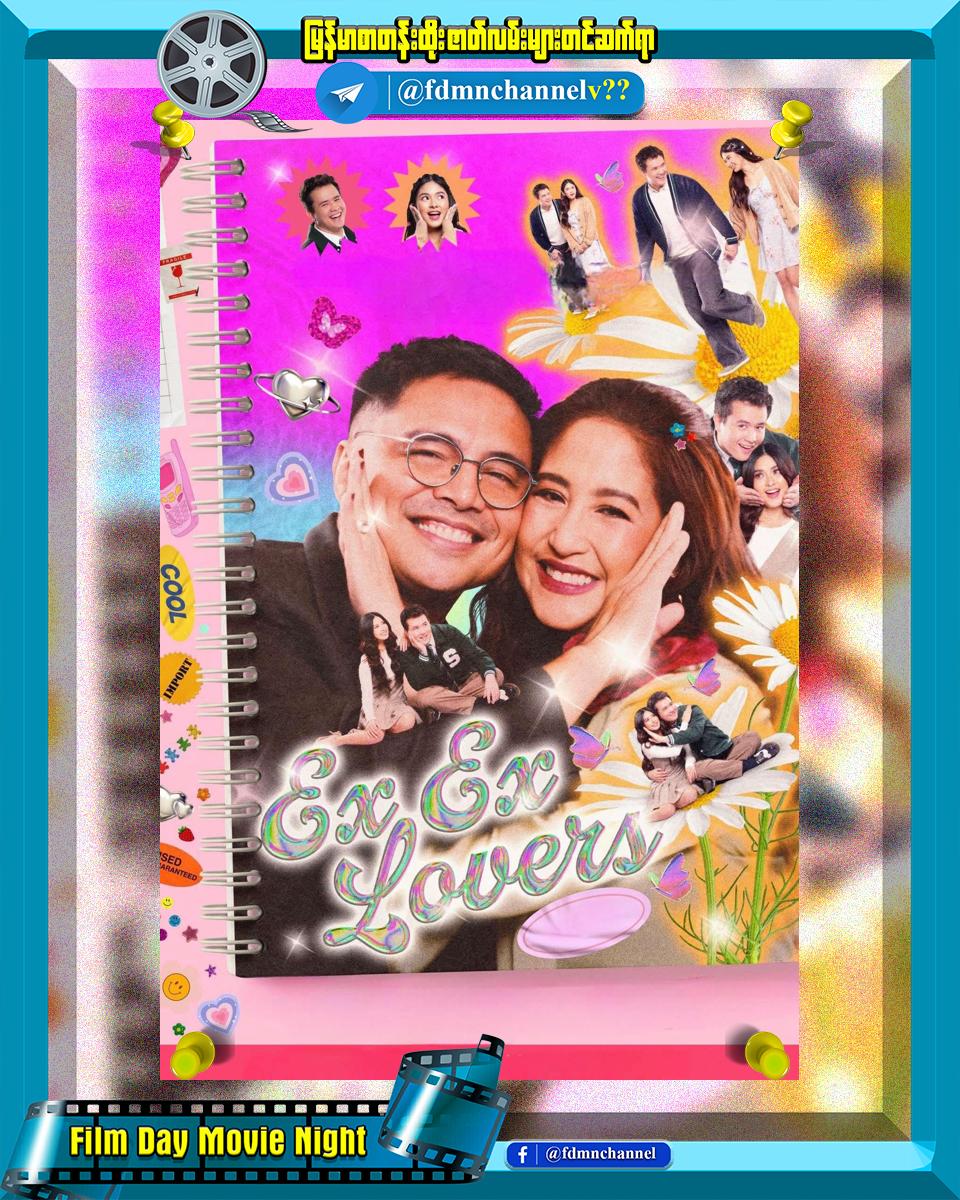 မြန်မာစာတန်းထိုးဇာတ်လမ်းများတင်ဆက်ရာ
@fdmnchannelv??
FRAGILE
COOL
IMPORT
S
Ex Ex
Lovers
Film Day Movie Night
@fdmnchannel